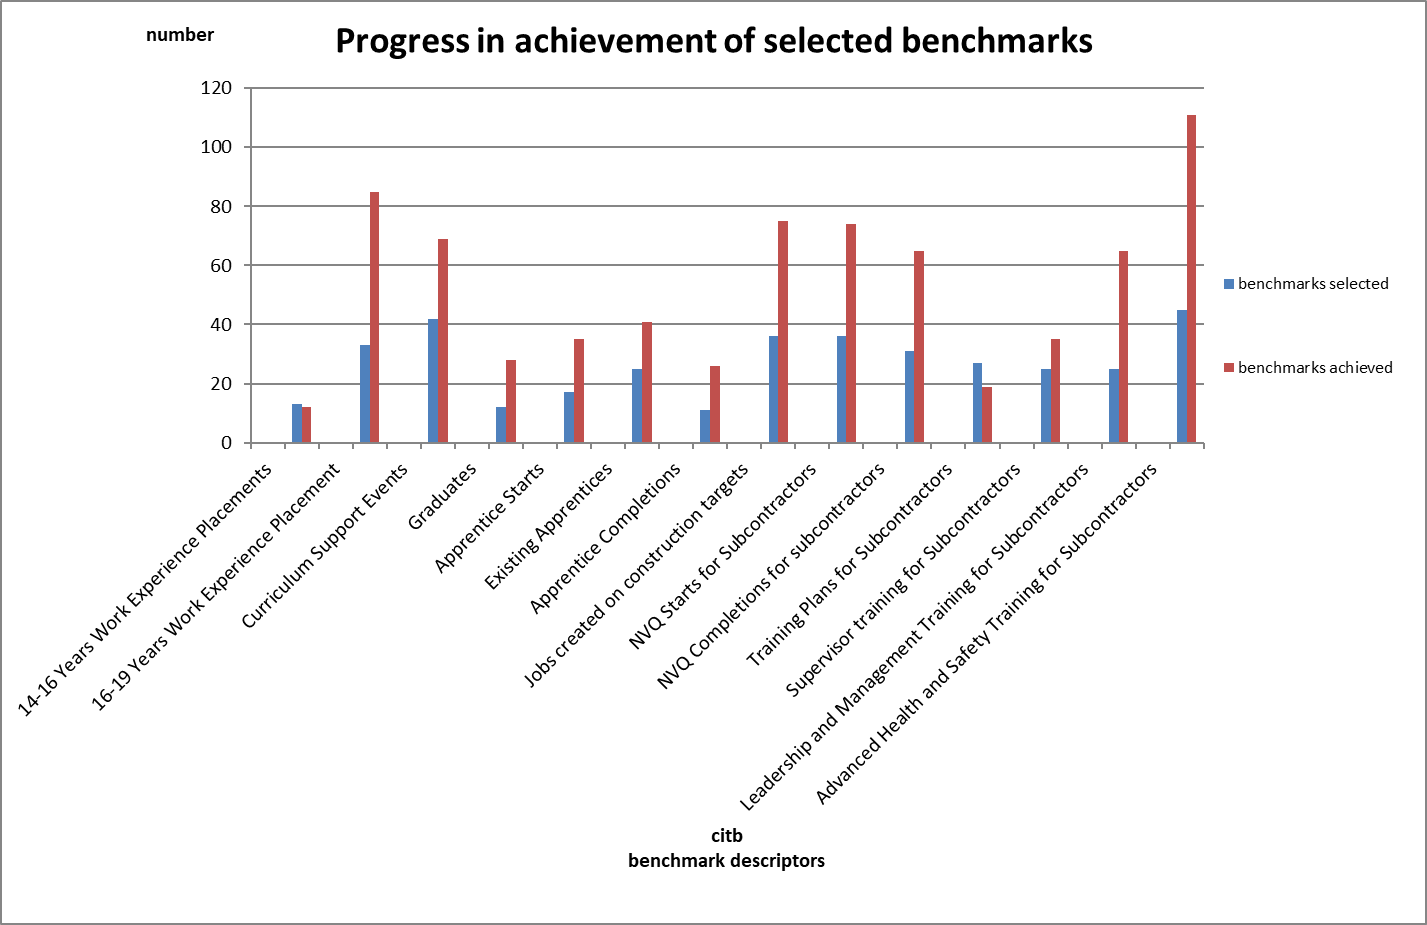 number
Progress in achievement of selected benchmarks
120
100
80
60
40
20
0
benchmarks selected
benchmarks achieved
14-16 Years Work Experience Placements
16-19 Years Work Experience Placement
Curriculum Support Events
Graduates
Apprentice Starts
Existing Apprentices
Apprentice Completions
Jobs created on construction targets
NVQ Starts for Subcontractors
NVQ Completions for subcontractors
Training Plans for Subcontractors
Supervisor training for Subcontractors
Leadership and Management Training for Subcontractors
Advanced Health and Safety Training for Subcontractors
citb
benchmark descriptors